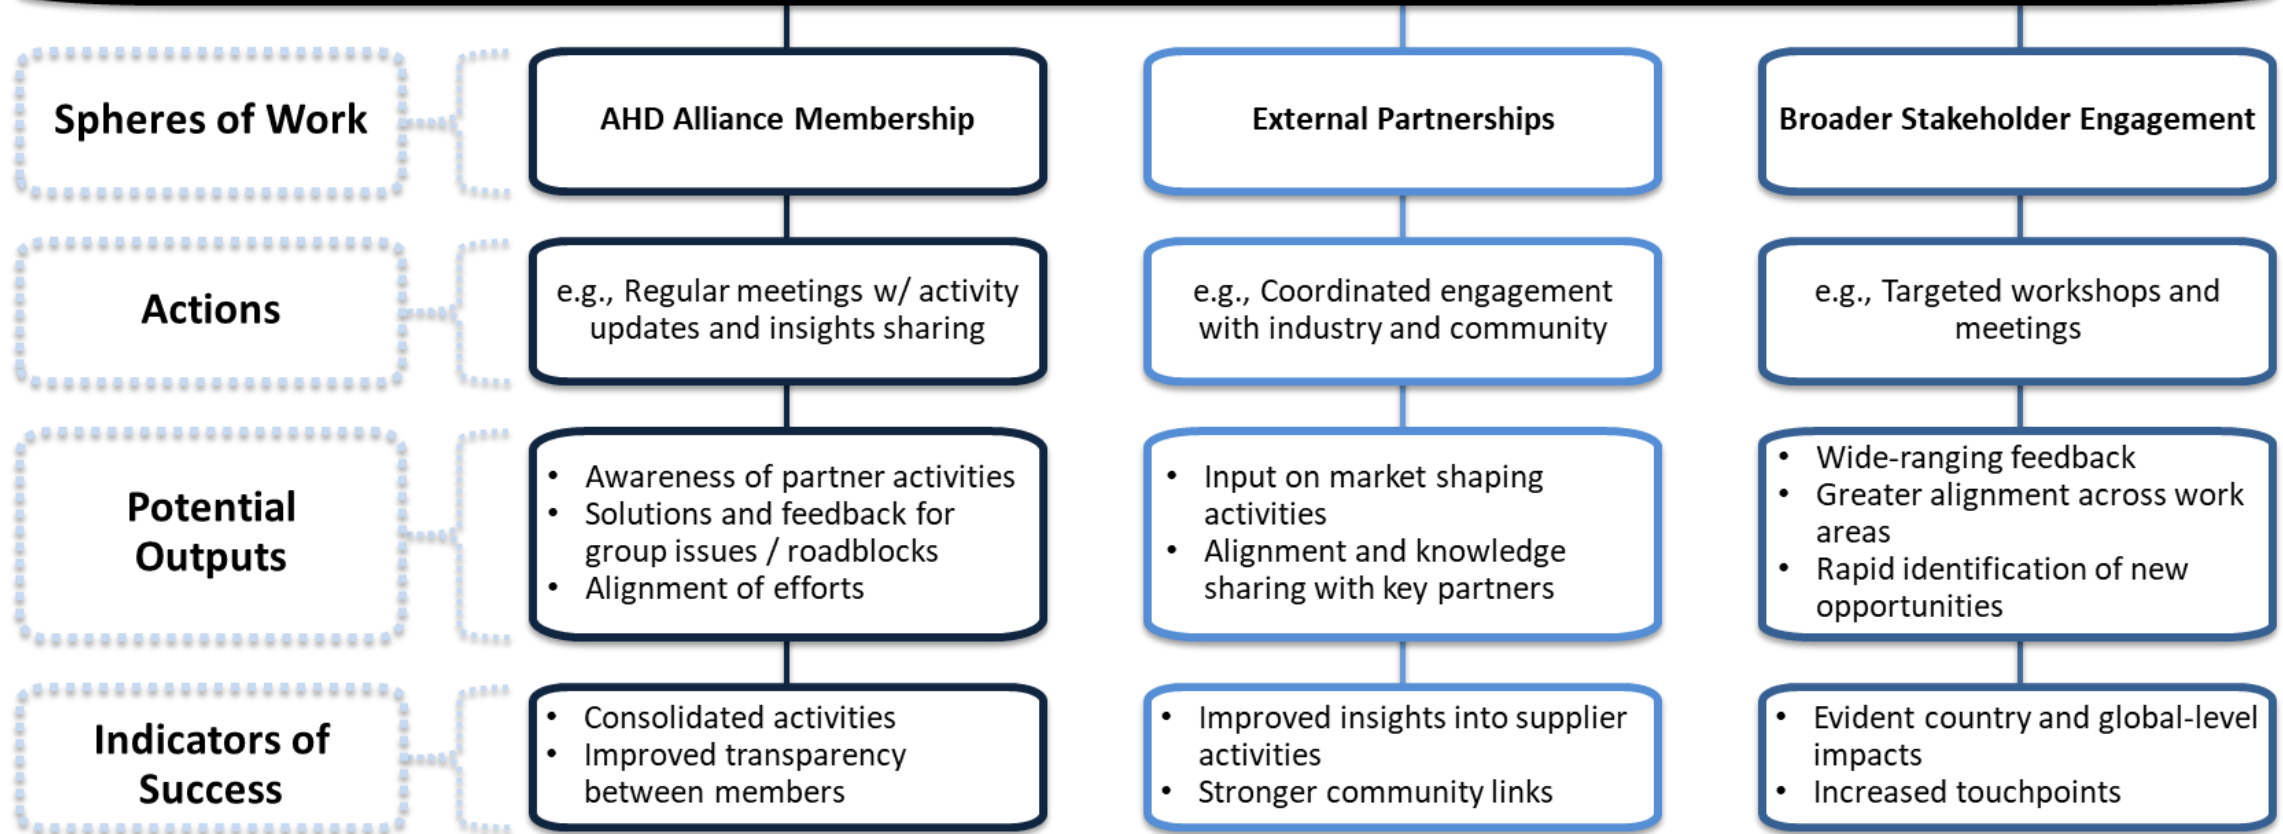 Spheres of Work
AHD Alliance Membership
External Partnerships
Broader Stakeholder Engagement
Actions
e.g., Regular meetings w/ activity
updates and insights sharing
e.g., Coordinated engagement
with industry and community
e.g., Targeted workshops and
meetings
Potential
Outputs
• Awareness of partner activities
• Solutions and feedback for
group issues / roadblocks
• Alignment of efforts
• Input on market shaping
activities
• Alignment and knowledge
sharing with key partners
• Wide-ranging feedback
• Greater alignment across work
areas
• Rapid identification of new
opportunities
Indicators of
Success
• Consolidated activities
• Improved transparency
between members
• Improved insights into supplier
activities
• Stronger community links
• Evident country and global-level
impacts
• Increased touchpoints